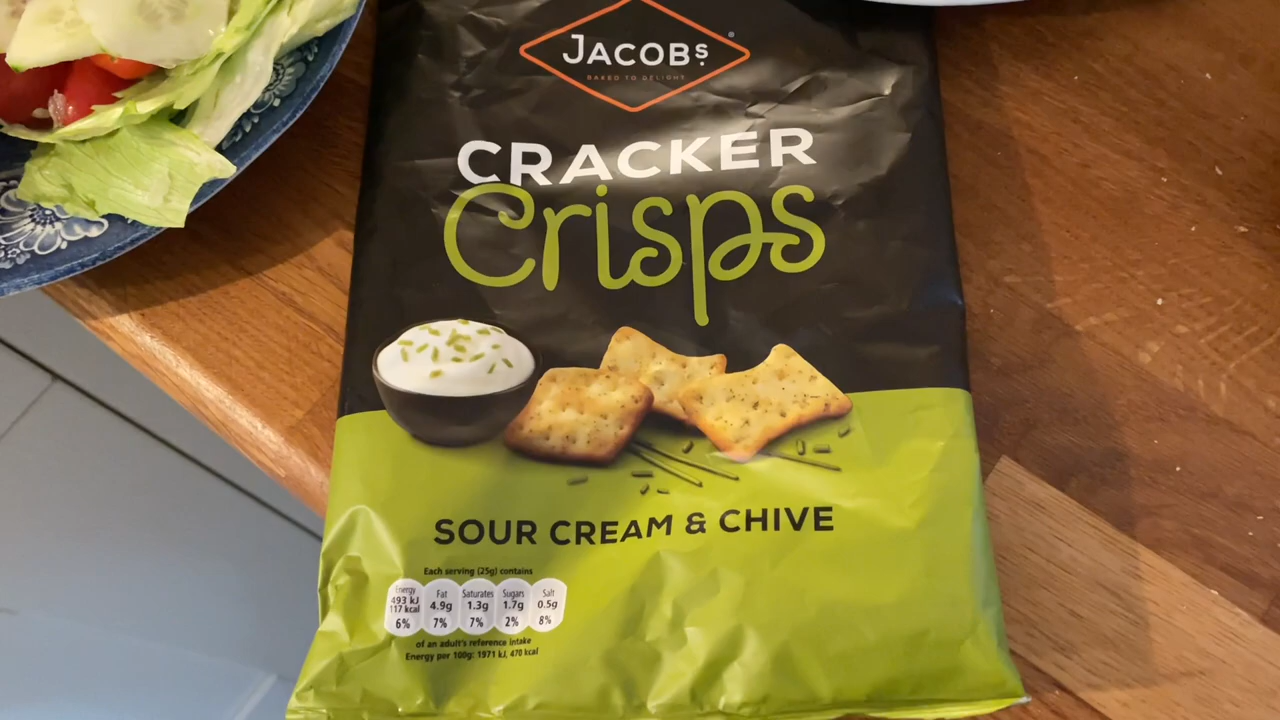 JACOBS
BAKED TO DELIGHT
CRACKER
Crisps
SOUR CREAM & CHIVE
Each serving (25g) contains
Energy Fat Saturates Sugars Salt
493 kJ 4.9g 1.3g 1.7g 0.5g
117 kcal
6% 7% 7% 2% 8%
of an adult's reference intake
Energy per 100g: 1971 kJ, 470 kcal